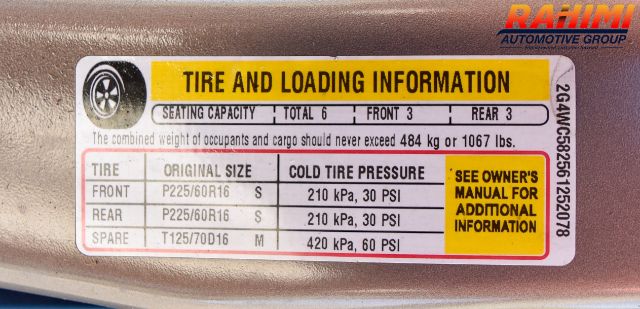 RAHIMI
AUTOMOTIVE GROUP
TIRE AND LOADING INFORMATION
SEATING CAPACITY TOTAL 6 FRONT 3 REAR 3
The combined weight of occupants and cargo should never exceed 484 kg or 1067 lbs.
TIRE ORIGINAL SIZE COLD TIRE PRESSURE
FRONT P225/60R16 S 210 kPa, 30 PSI
REAR P225/60R16 S 210 kPa, 30 PSI
SPARE T125/70D16 M 420 kPa, 60 PSI
SEE OWNER'S
MANUAL FOR
ADDITIONAL
INFORMATION
2G4WC582561252078